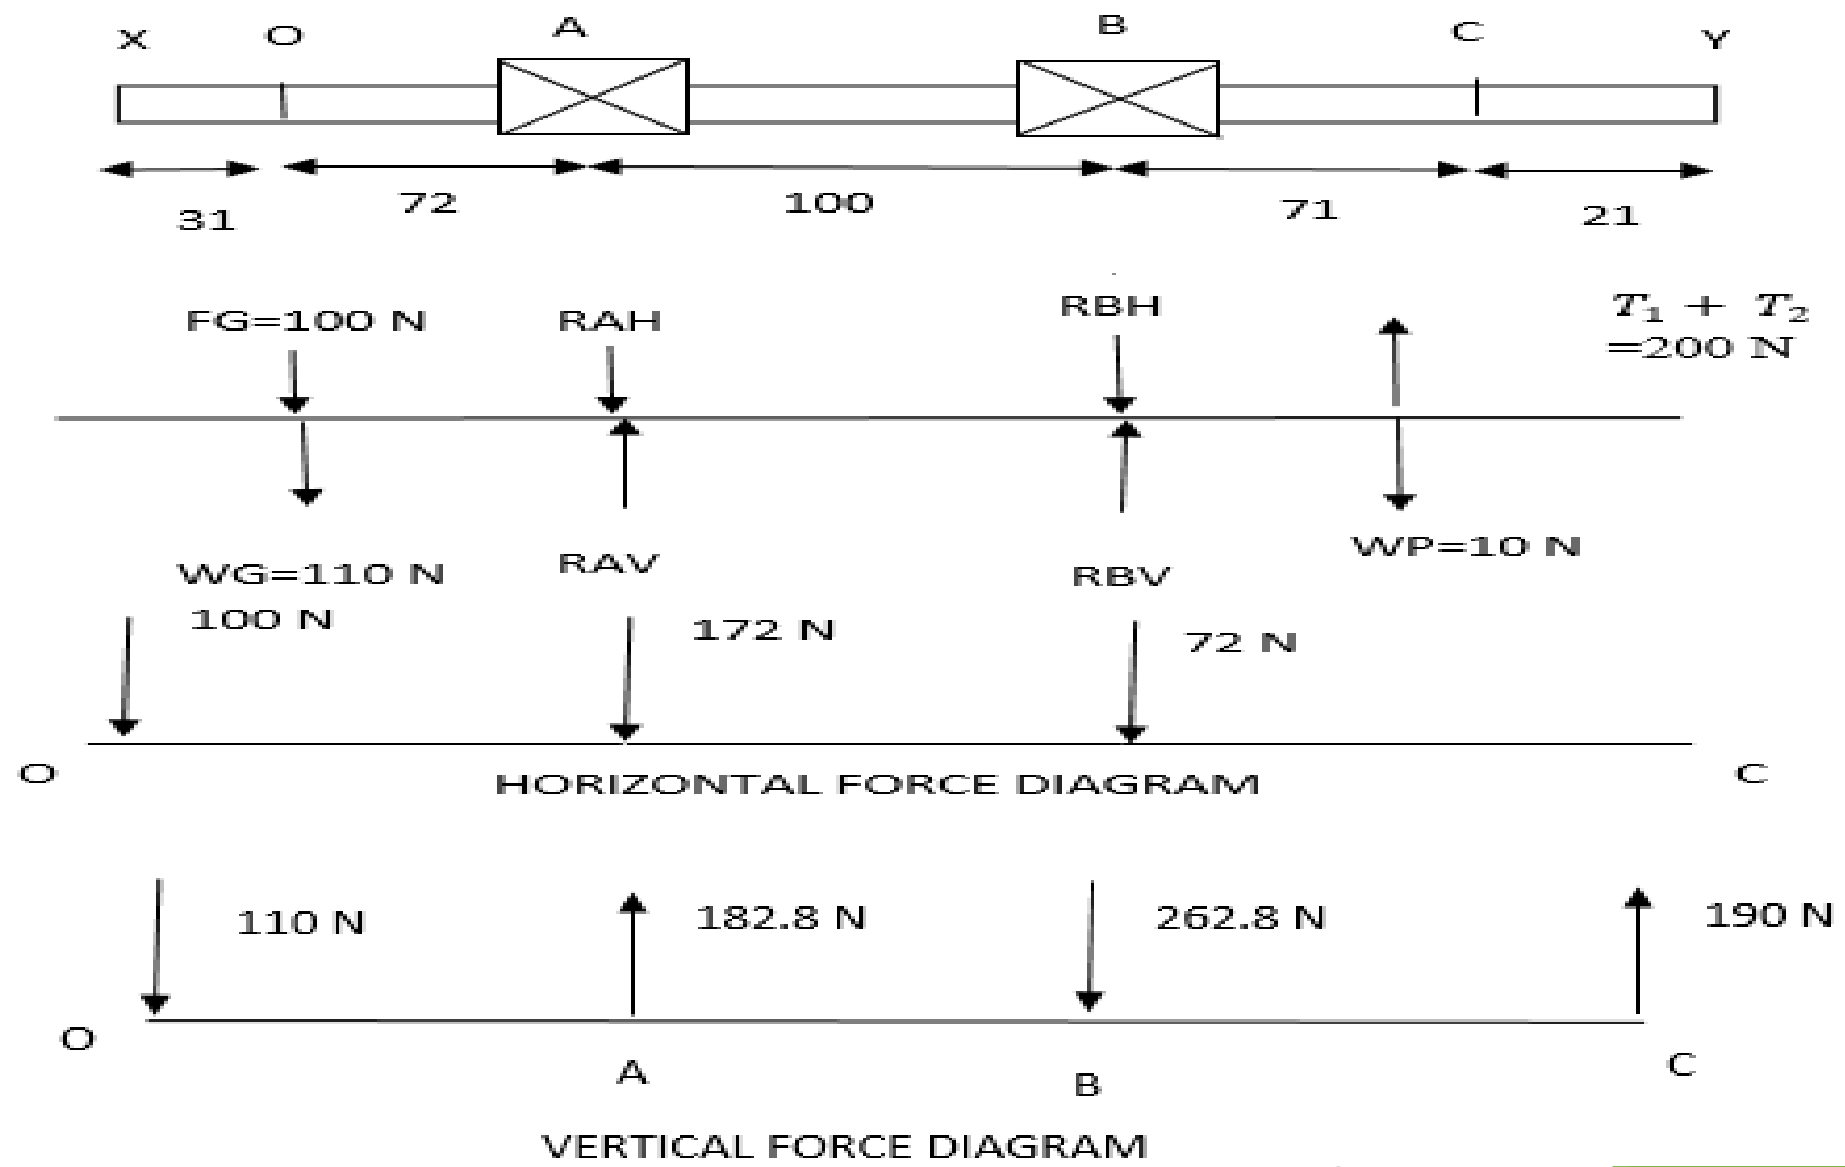 X O A B C Y
31 72 100 71 21
FG=100 N RAH RBH T₁ + T₂
=200 N
WG=110 N RAV RBV WP=10 N
100 N 172 N 72 N
O HORIZONTAL FORCE DIAGRAM C
110 N 182.8 N 262.8 N 190 N
O A B C
VERTICAL FORCE DIAGRAM